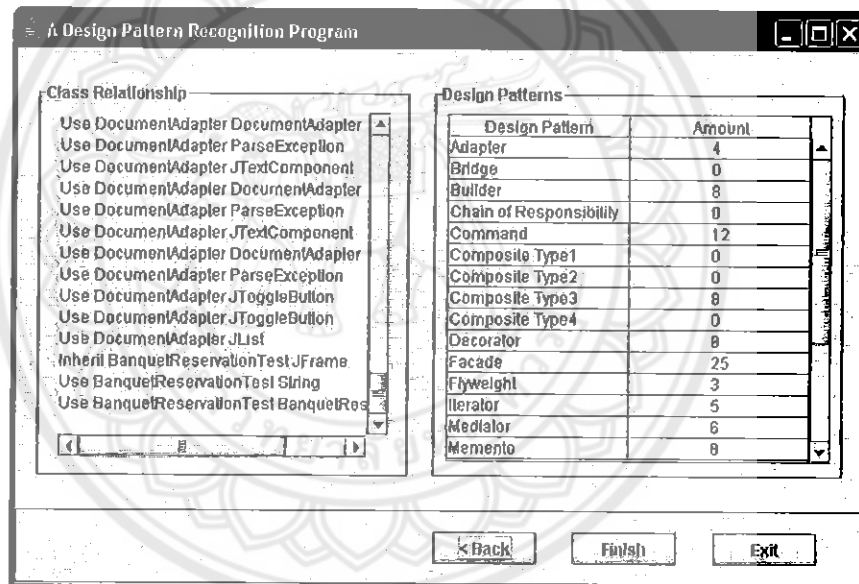 A Design Pattern Recognition Program
Class Relationship
Use DocumentAdapter DocumentAdapter
Use DocumentAdapter ParseException
Use DocumentAdapter JTextComponent
Use DocumentAdapter DocumentAdapter
Use DocumentAdapter ParseException
Use DocumentAdapter JTextComponent
Use DocumentAdapter DocumentAdapter
Use DocumentAdapter ParseException
Use DocumentAdapter JToggleButton
Use DocumentAdapter JToggleButton
Use DocumentAdapter JList
Inherit BanquetReservationTest JFrame
Use BanquetReservationTest String
Use BanquetReservationTest BanquetRes
Design Patterns
Design Pattern Amount
Adapter 4
Bridge 0
Builder 8
Chain of Responsibility 0
Command 12
Composite Type1 0
Composite Type2 0
Composite Type3 8
Composite Type4 0
Decorator
Facade 25
Flyweight 3
Iterator 5
Mediator 6
Memento
< Back Finish Exit